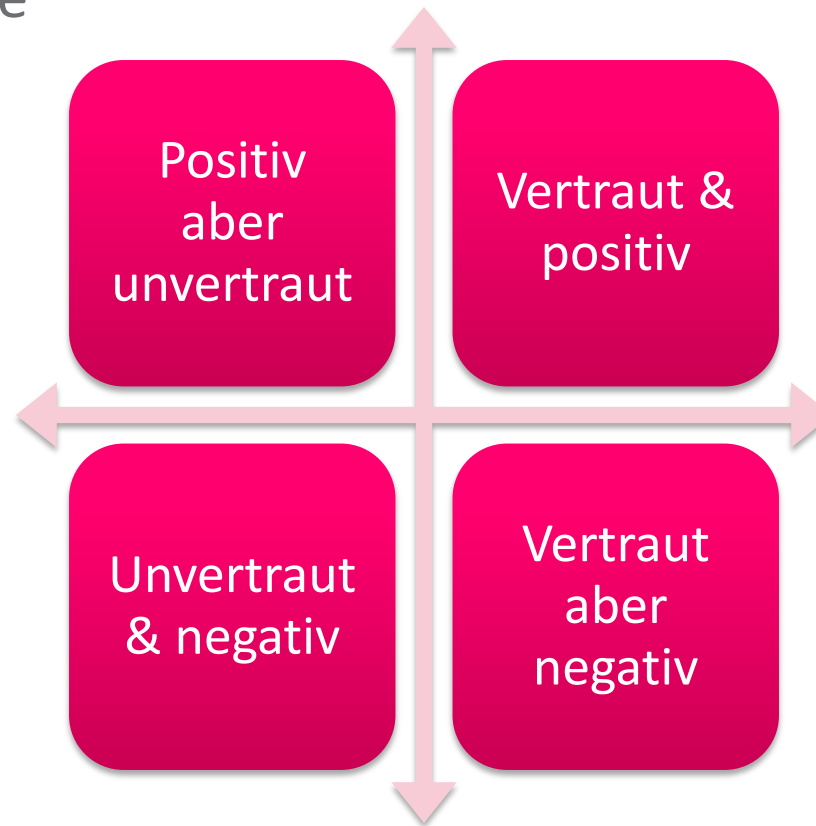 e
Positiv
aber
unvertraut
Vertraut &
positiv
Unvertraut
& negativ
Vertraut
aber
negativ